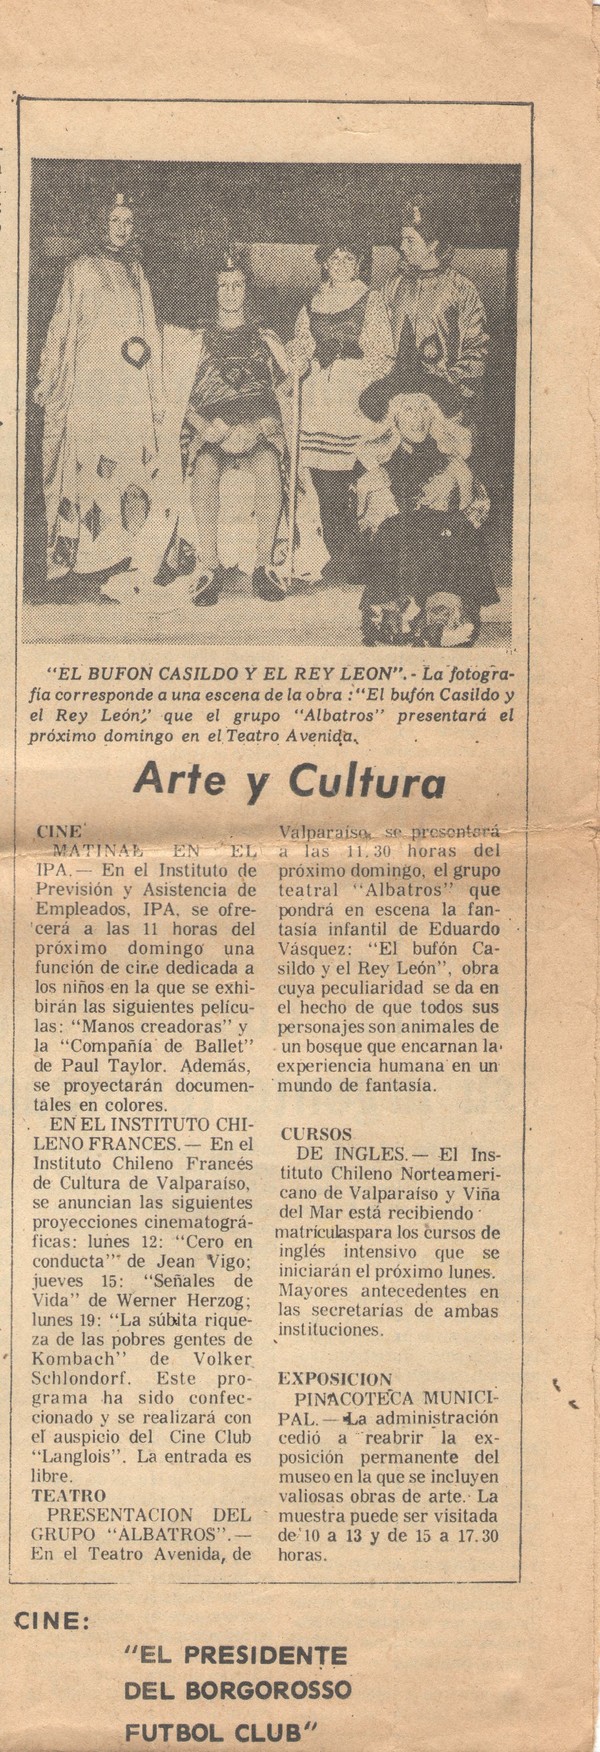 "EL BUFON CASILDO Y EL REY LEON".- La fotogra-
fía corresponde a una escena de la obra :"El bufón Casildo y
el Rey León", que el grupo "Albatros" presentará el
próximo domingo en el Teatro Avenida.
Arte y Cultura
CINE
MATINAL EN EL
IPA.— En el Instituto de
Previsión y Asistencia de
Empleados, IPA, se ofre-
cerá a las 11 horas del
próximo domingo una
función de cine dedicada a
los niños en la que se exhi-
birán las siguientes pelícu-
las: "Manos creadoras" y
la "Compañía de Ballet"
de Paul Taylor. Además,
se proyectarán documen-
tales en colores.
EN EL INSTITUTO CHI-
LENO FRANCES.— En el
Instituto Chileno Francés
de Cultura de Valparaíso,
se anuncian las siguientes
proyecciones cinematográ-
ficas: lunes 12: "Cero en
conducta" de Jean Vigo;
jueves 15: "Señales de
Vida" de Werner Herzog;
lunes 19: "La súbita rique-
za de las pobres gentes de
Kombach" de Volker
Schlondorf. Este pro-
grama ha sido confec-
cionado y se realizará con
el auspicio del Cine Club
"Langlois". La entrada es
libre.
TEATRO
PRESENTACION DEL
GRUPO "ALBATROS".—
En el Teatro Avenida, de
Valparaíso, se presentará
a las 11.30 horas del
próximo domingo, el grupo
teatral "Albatros" que
pondrá en escena la fan-
tasía infantil de Eduardo
Vásquez: "El bufón Ca-
sildo y el Rey León", obra
cuya peculiaridad se da en
el hecho de que todos sus
personajes son animales de
un bosque que encarnan la
experiencia humana en un
mundo de fantasía.
CURSOS
DE INGLES.— El Ins-
tituto Chileno Norteameri-
cano de Valparaíso y Viña
del Mar está recibiendo
matrículaspara los cursos de
inglés intensivo que se
iniciarán el próximo lunes.
Mayores antecedentes en
las secretarías de ambas
instituciones.
EXPOSICION
PINACOTECA MUNICI-
PAL.— La administración
cedió a reabrir la ex-
posición permanente del
museo en la que se incluyen
valiosas obras de arte. La
muestra puede ser visitada
de 10 a 13 y de 15 a 17.30
horas.
CINE:
"EL PRESIDENTE
DEL BORGOROSSO
FUTBOL CLUB"